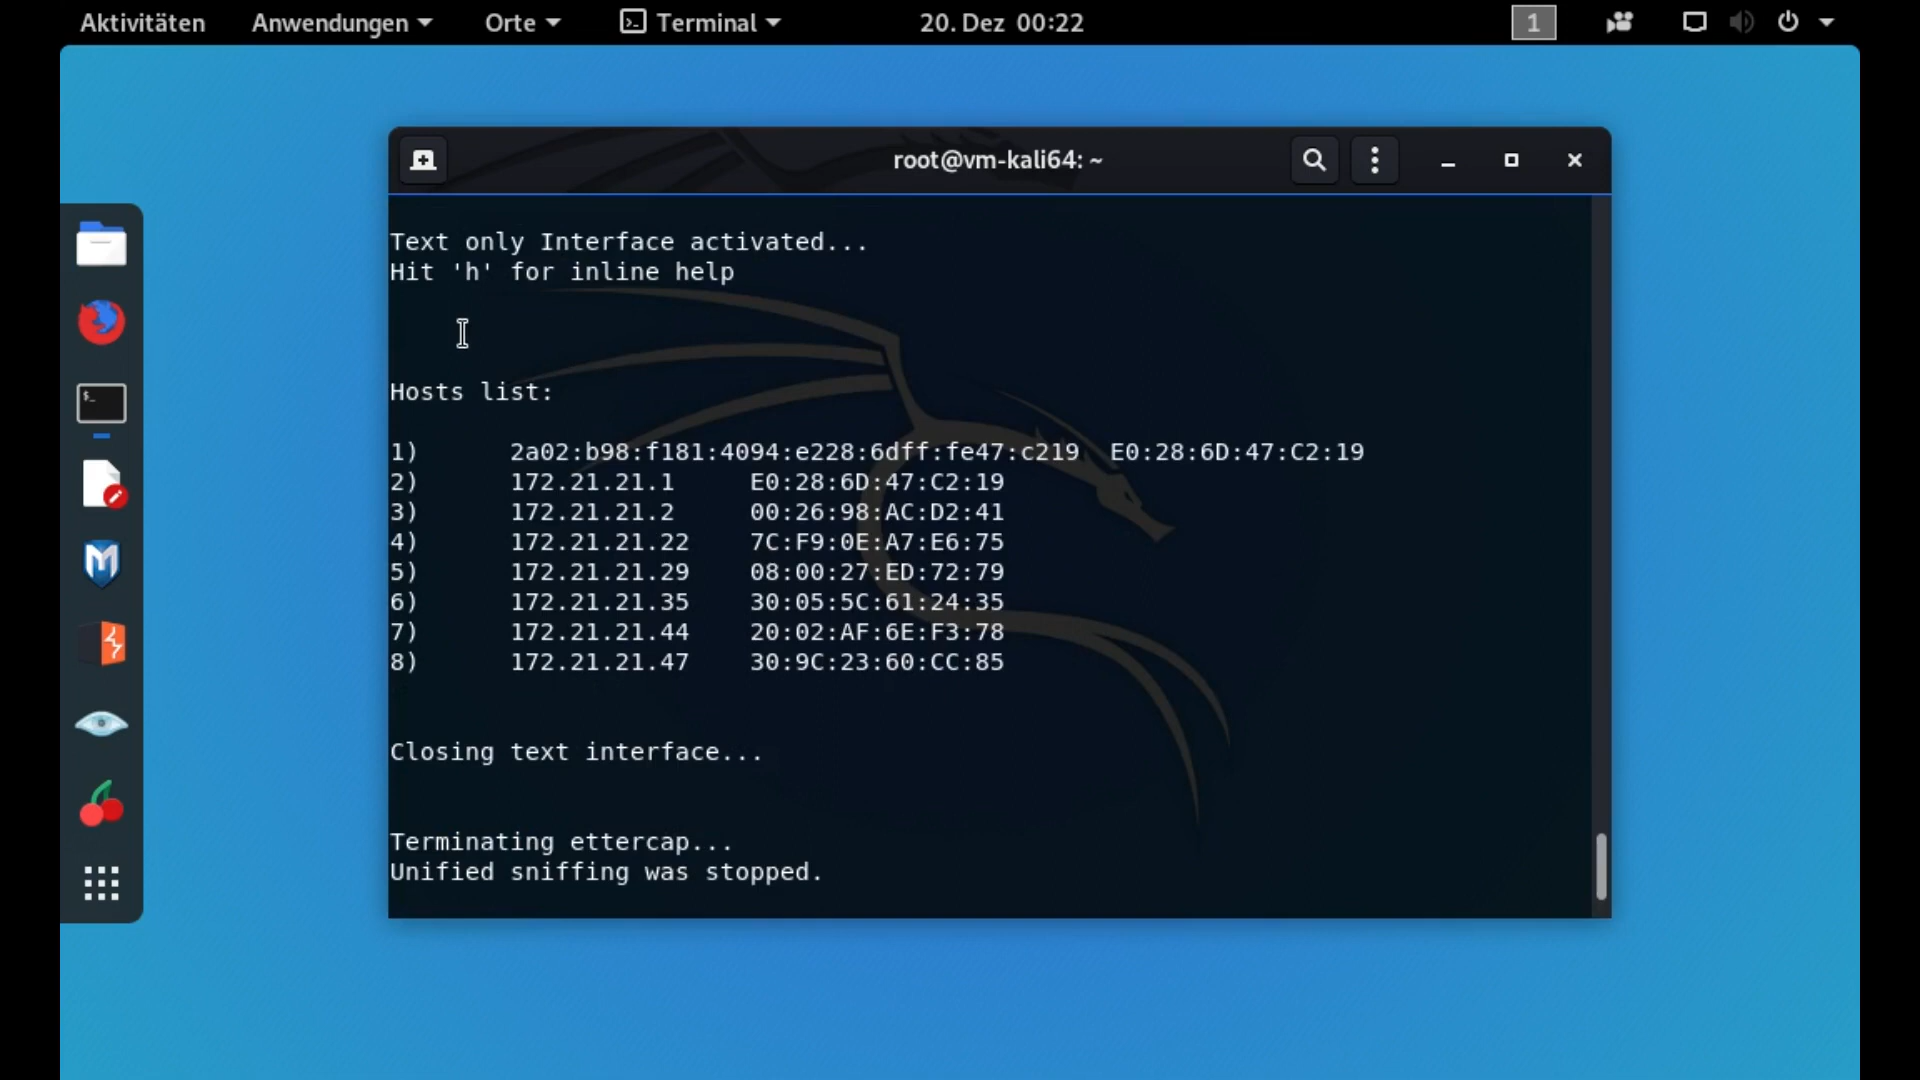 Aktivitäten Anwendungen Orte Terminal 20. Dez 00:22 1
root@vm-kali64: ~
Text only Interface activated...
Hit 'h' for inline help
Hosts list:
1) 2a02:b98:f181:4094:e228:6dff:fe47:c219 E0:28:6D:47:C2:19
2) 172.21.21.1 E0:28:6D:47:C2:19
3) 172.21.21.2 00:26:98:AC:D2:41
4) 172.21.21.22 7C:F9:0E:A7:E6:75
5) 172.21.21.29 08:00:27:ED:72:79
6) 172.21.21.35 30:05:5C:61:24:35
7) 172.21.21.44 20:02:AF:6E:F3:78
8) 172.21.21.47 30:9C:23:60:CC:85
Closing text interface...
Terminating ettercap...
Unified sniffing was stopped.